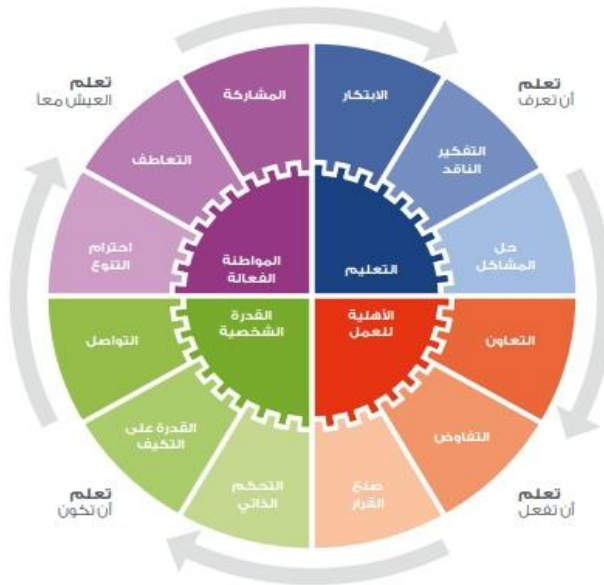 تعلم
أن تعرف
الابتكار
التفكير
الناقد
حل
المشاكل
التعليم
تعلم
أن تفعل
التعاون
التفاوض
صنع
القرار
الأهلية
للعمل
تعلم
أن تكون
التحكم
الذاتي
القدرة على
التكيف
التواصل
القدرة
الشخصية
تعلم
العيش معاً
احترام
التنوع
التعاطف
المشاركة
المواطنة
الفعالة